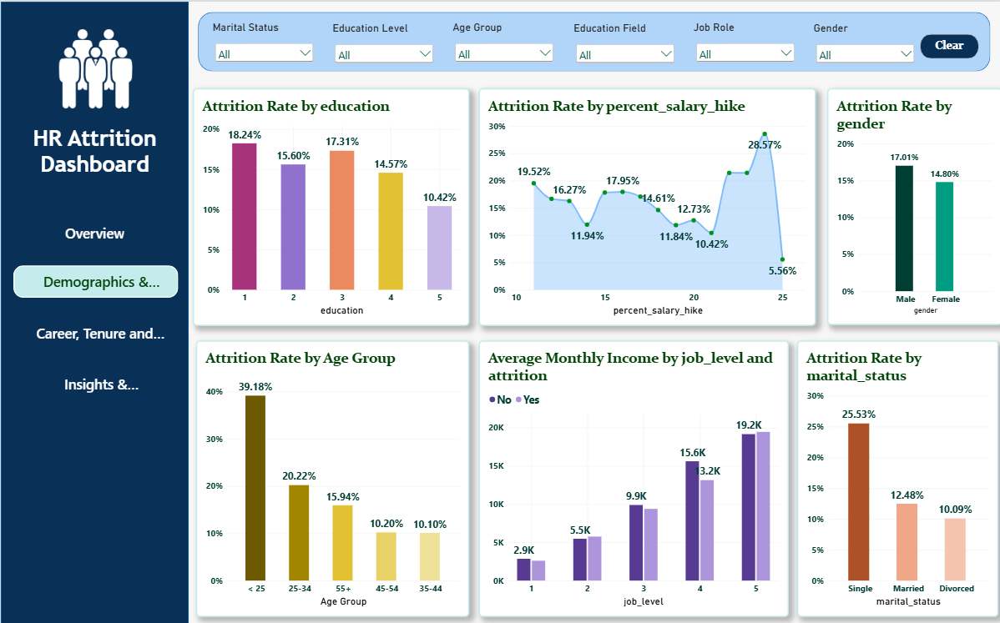 HR Attrition
Dashboard
Overview
Demographics &...
Career, Tenure and...
Insights &...
Marital Status
All
Education Level
All
Age Group
All
Education Field
All
Job Role
All
Gender
All
Clear
Attrition Rate by education
20%
15%
10%
5%
0%
18.24%
15.60%
17.31%
14.57%
10.42%
1 2 3 4 5
education
Attrition Rate by percent_salary_hike
30%
25%
20%
15%
10%
5%
0%
19.52%
16.27%
11.94%
17.95%
14.61%
11.84%
12.73%
10.42%
28.57%
5.56%
10 15 20 25
percent_salary_hike
Attrition Rate by
gender
20%
15%
10%
5%
0%
17.01%
14.80%
Male Female
gender
Attrition Rate by Age Group
40%
30%
20%
10%
0%
39.18%
20.22%
15.94%
10.20%
10.10%
< 25 25-34 55+ 45-54 35-44
Age Group
Average Monthly Income by job_level and
attrition
No Yes
20K
15K
10K
5K
0K
2.9K
5.5K
9.9K
15.6K
13.2K
19.2K
1 2 3 4 5
job_level
Attrition Rate by
marital_status
30%
25%
20%
15%
10%
5%
0%
25.53%
12.48%
10.09%
Single Married Divorced
marital_status